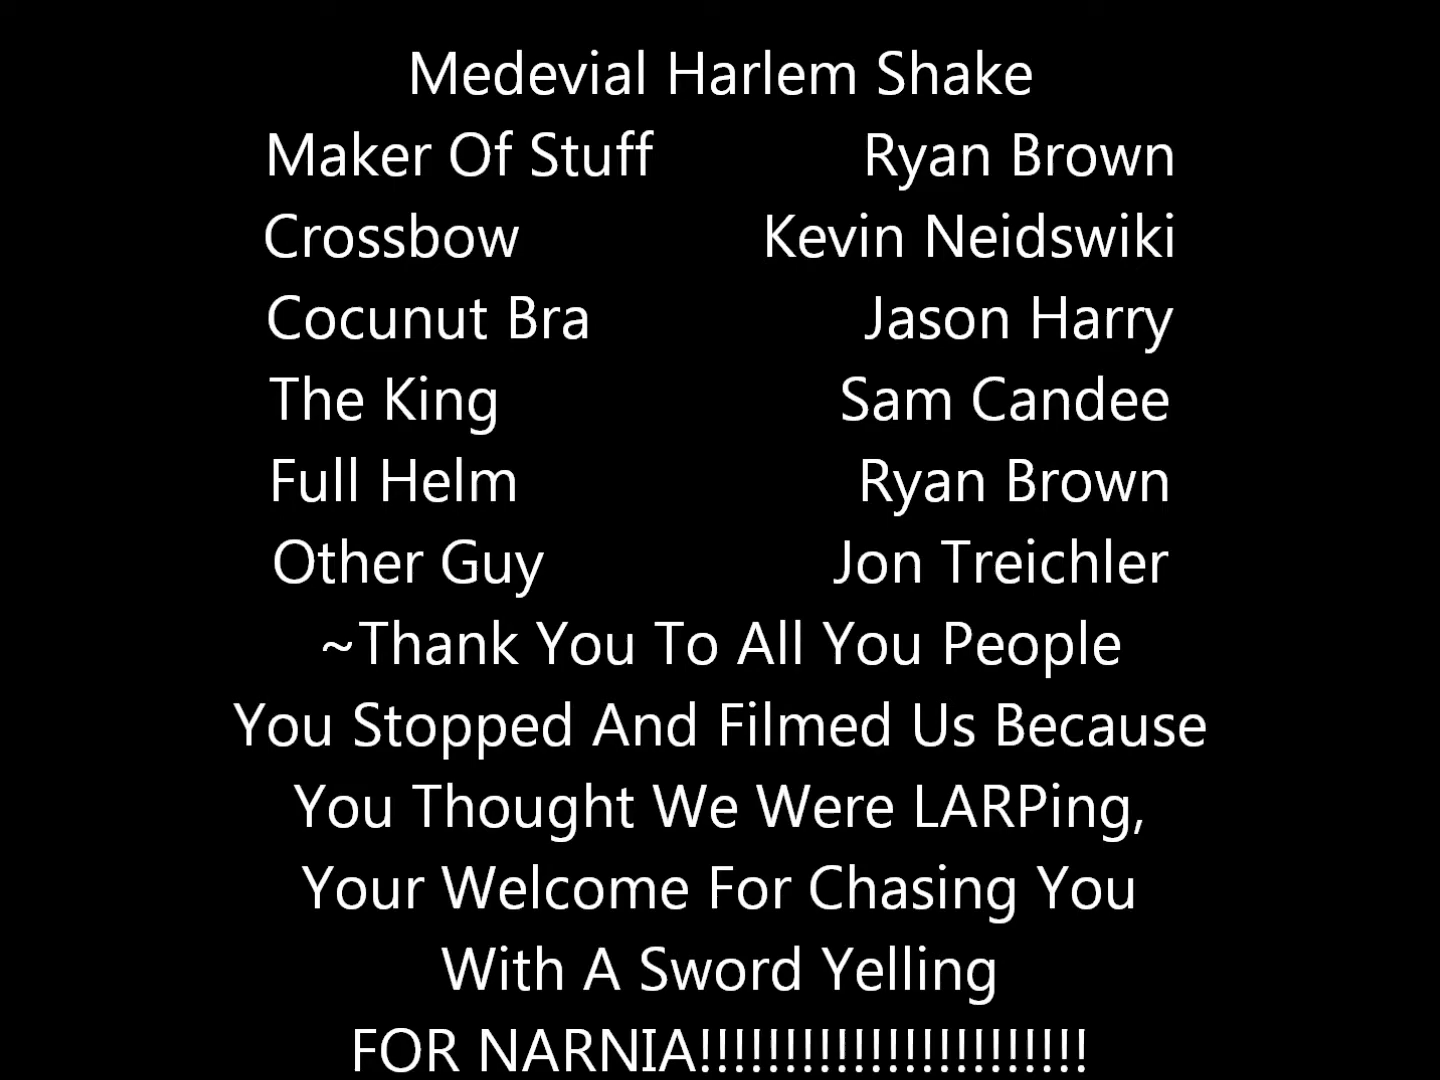 Medevial Harlem Shake
Maker Of Stuff Ryan Brown
Crossbow Kevin Neidswiki
Cocunut Bra Jason Harry
The King Sam Candee
Full Helm Ryan Brown
Other Guy Jon Treichler
~Thank You To All You People
You Stopped And Filmed Us Because
You Thought We Were LARPing,
Your Welcome For Chasing You
With A Sword Yelling
FOR NARNIA!!!!!!!!!!!!!!!!!!!!!!!